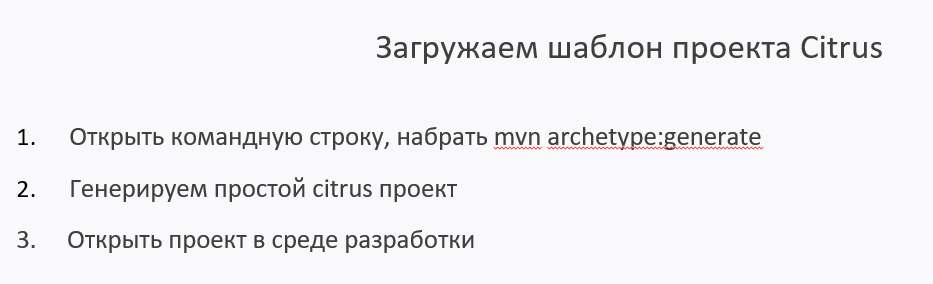 Загружаем шаблон проекта Citrus
1. Открыть командную строку, набрать mvn archetype:generate
2. Генерируем простой citrus проект
3. Открыть проект в среде разработки